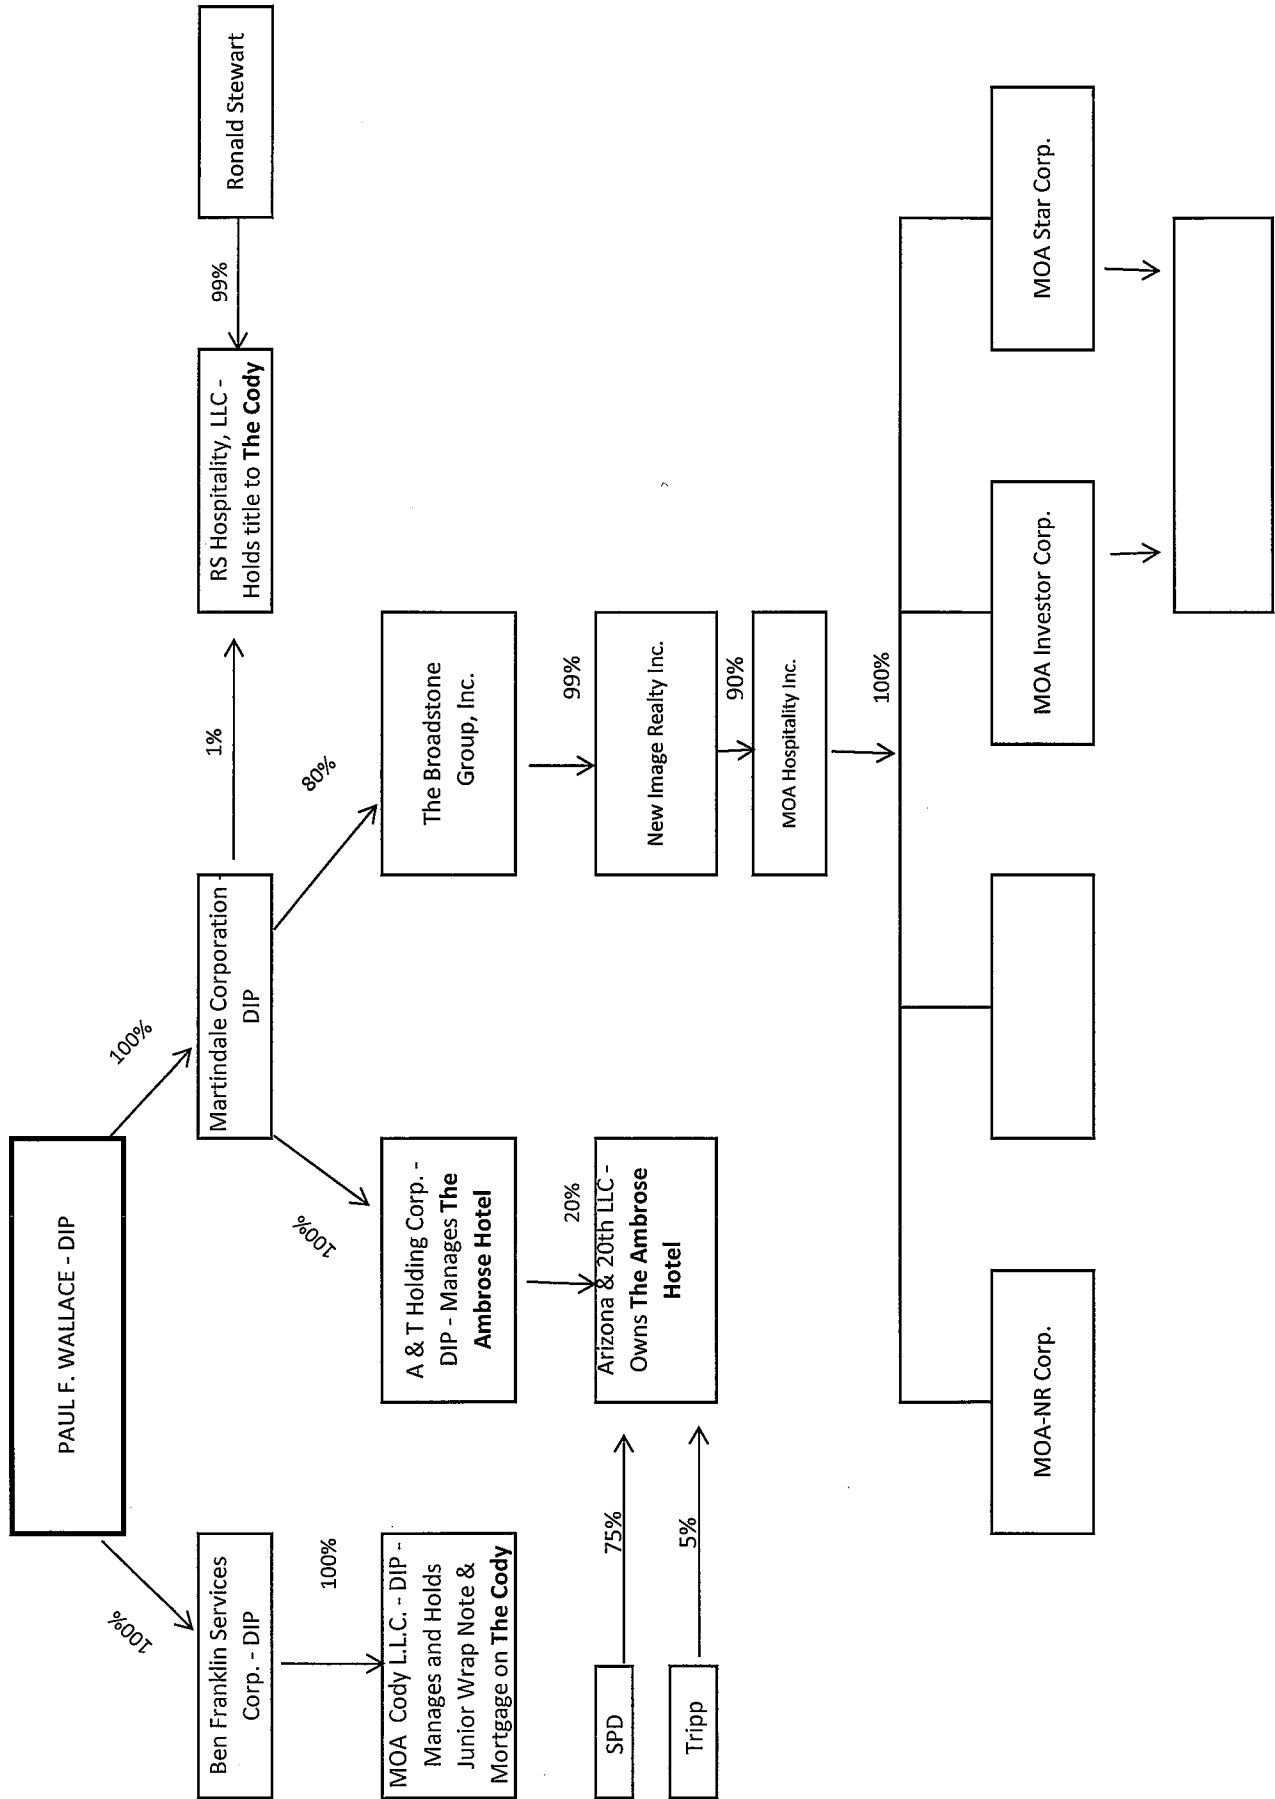 PAUL F. WALLACE - DIP
100%
100%
Ben Franklin Services
Corp. - DIP
Martindale Corporation -
DIP
1%
RS Hospitality, LLC -
Holds title to The Cody
99%
Ronald Stewart
100%
100%
80%
MOA Cody L.L.C. - DIP -
Manages and Holds
Junior Wrap Note &
Mortgage on The Cody
A & T Holding Corp. -
DIP - Manages The
Ambrose Hotel
The Broadstone
Group, Inc.
20%
99%
SPD
75%
Tripp
5%
Arizona & 20th LLC -
Owns The Ambrose
Hotel
New Image Realty Inc.
90%
MOA Hospitality Inc.
100%
MOA-NR Corp.
MOA Investor Corp.
MOA Star Corp.